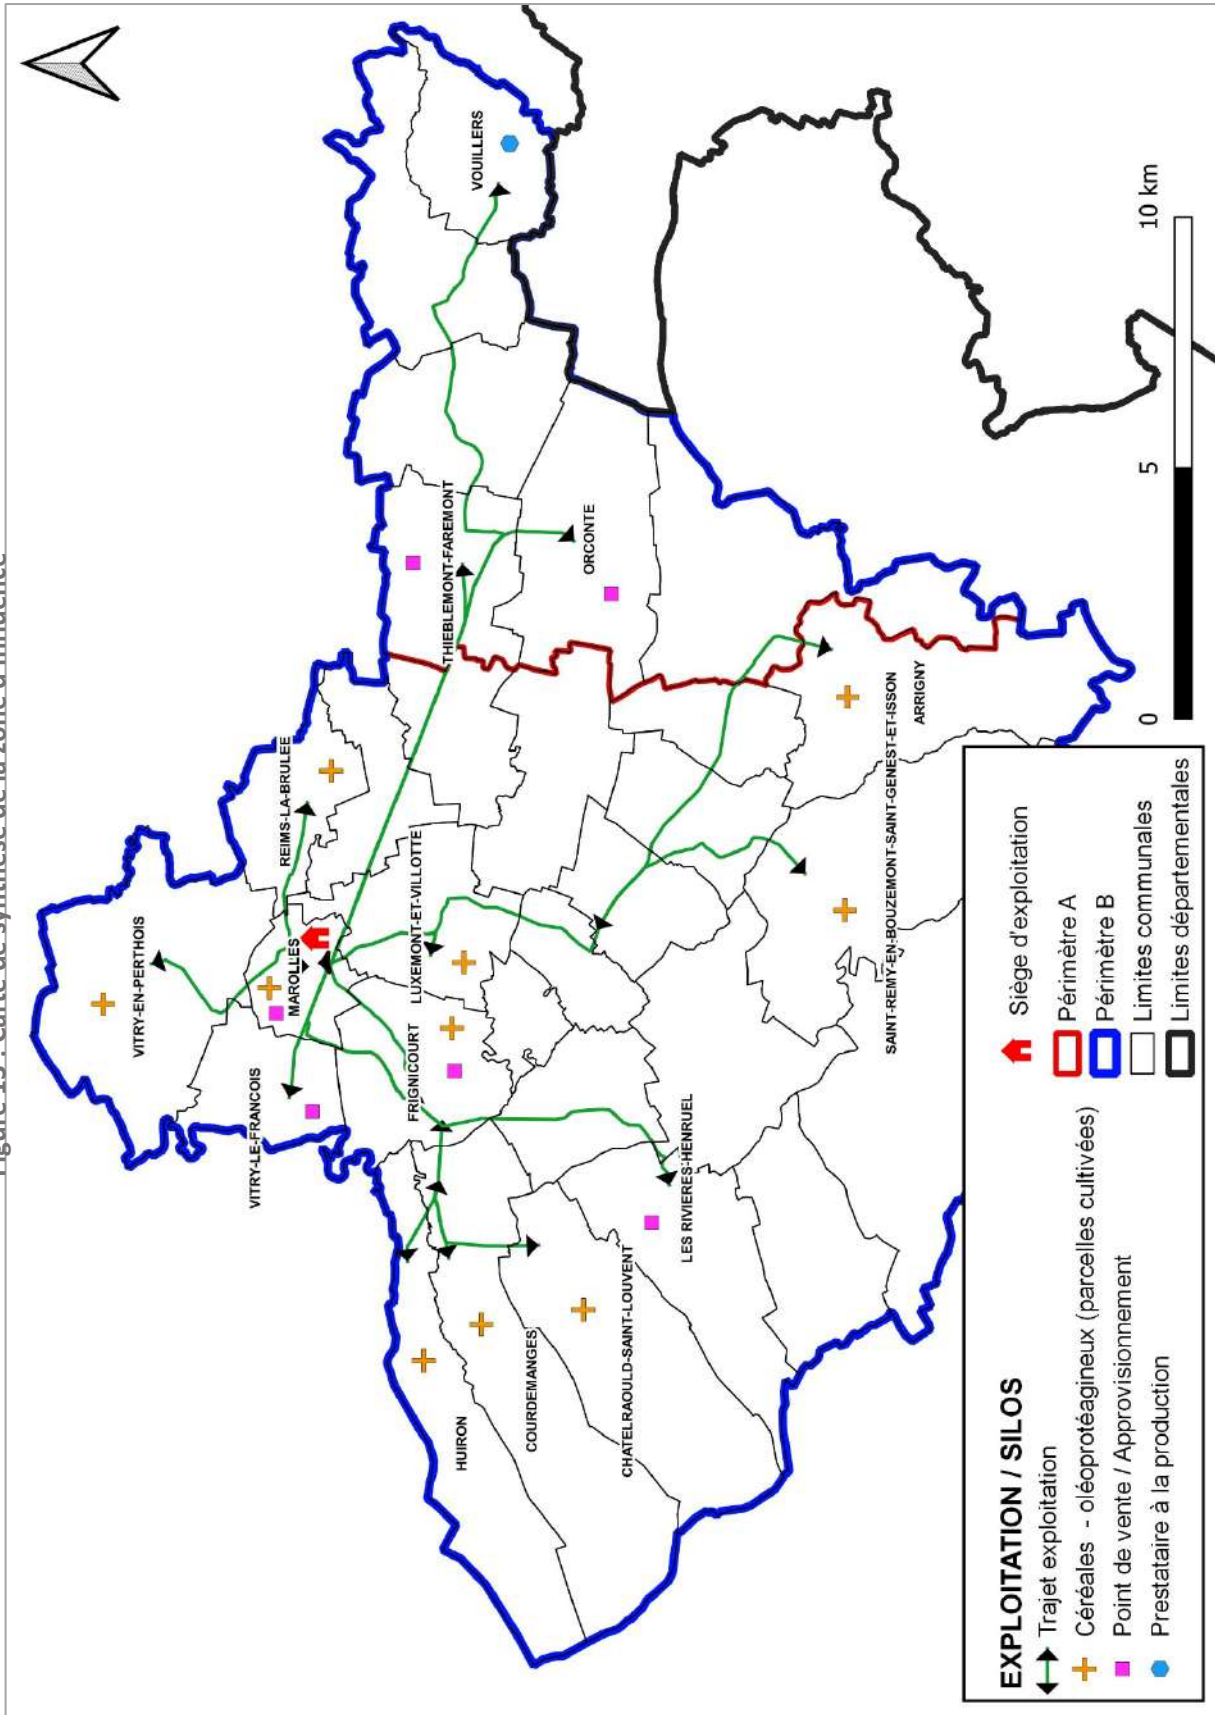 VITRY-EN-PERTHOIS
REIMS-LA-BRULEE
VITRY-LE-FRANCOIS
MAROLLES
THIEBLEMONT-FAREMONT
VOUILLERS
LUXEMONT-ET-VILLOTTE
FRIGNICOURT
HUIRON
COURDEMANGES
ORCONTE
CHATELRAOULD-SAINT-LOUVENT
LES RIVIERES-HENRUEL
SAINT-REMY-EN-BOUZEMONT-SAINT-GENEST-ET-ISSON
ARRIGNY
EXPLOITATION / SILOS
Trajet exploitation
Céréales - oléoprotéagineux (parcelles cultivées)
Point de vente / Approvisionnement
Prestataire à la production
Siège d'exploitation
Périmètre A
Périmètre B
Limites communales
Limites départementales
0 5 10 km